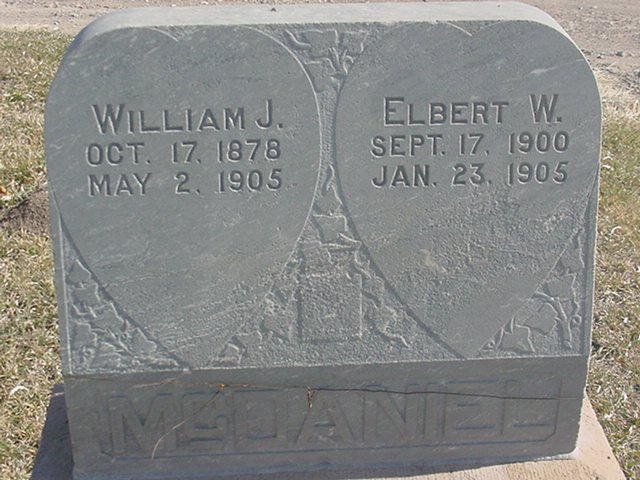 WILLIAM J.
OCT. 17, 1878
MAY 2, 1905
ELBERT W.
SEPT. 17, 1900
JAN. 23, 1905
McDANIEL